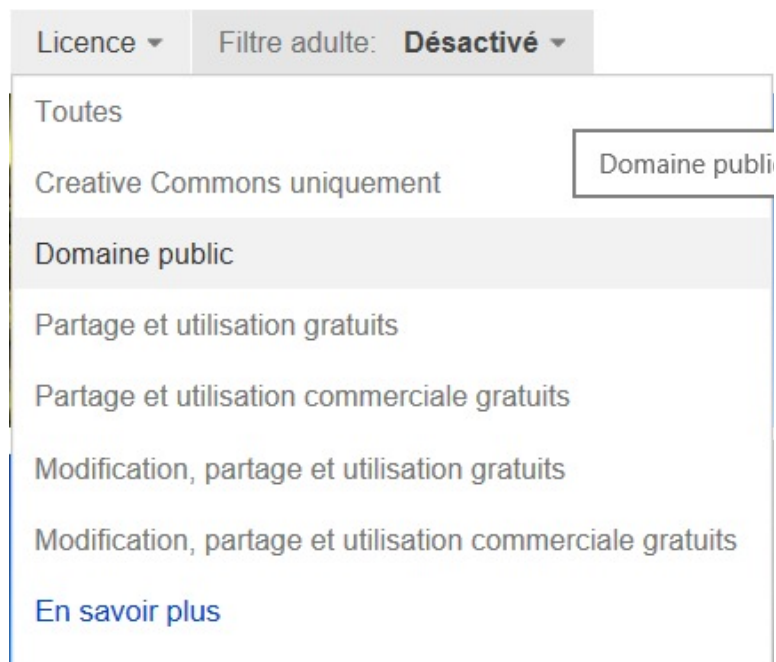 Licence Filtre adulte: Désactivé
Toutes
Creative Commons uniquement
Domaine public
Domaine public
Partage et utilisation gratuits
Partage et utilisation commerciale gratuits
Modification, partage et utilisation gratuits
Modification, partage et utilisation commerciale gratuits
En savoir plus